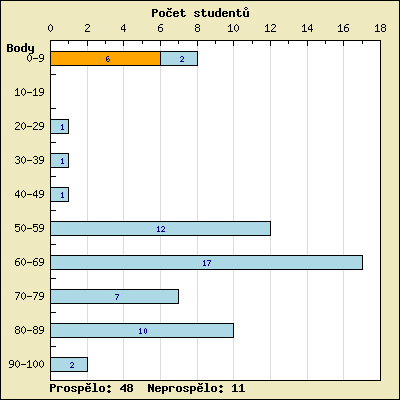 Počet studentů
0 2 4 6 8 10 12 14 16 18
Body
0-9 6 2
10-19
20-29 1
30-39 1
40-49 1
50-59 12
60-69 17
70-79 7
80-89 10
90-100 2
Prospělo: 48 Neprospělo: 11